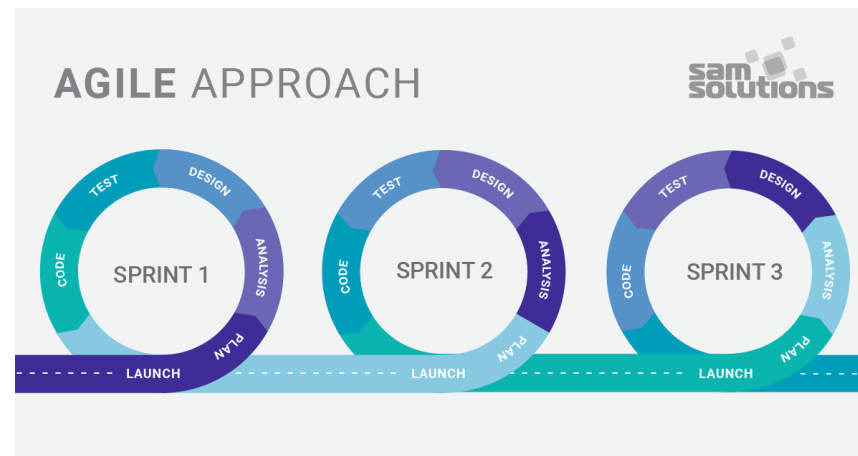 AGILE APPROACH
sam
solutions
TEST
DESIGN
CODE
ANALYSIS
SPRINT 1
PLAN
LAUNCH
TEST
DESIGN
CODE
ANALYSIS
SPRINT 2
PLAN
LAUNCH
TEST
DESIGN
CODE
ANALYSIS
SPRINT 3
PLAN
LAUNCH